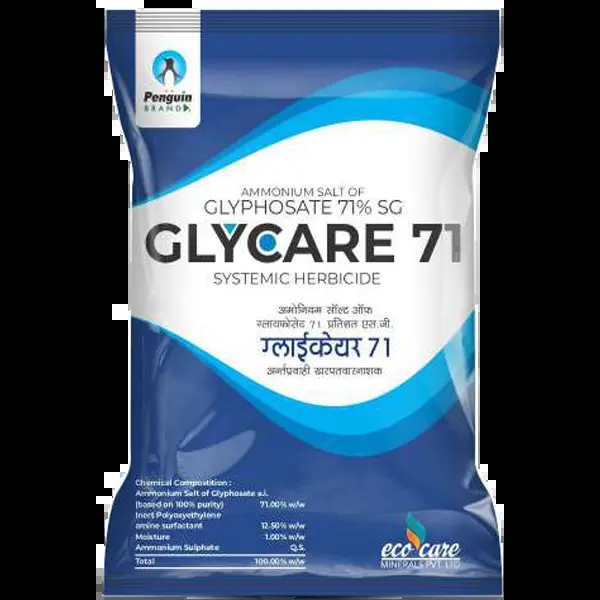 Penguin
BRAND
AMMONIUM SALT OF
GLYPHOSATE 71% SG
GLYCARE 71
SYSTEMIC HERBICIDE
अमोनियम सॉल्ट ऑफ
ग्लायफोसेट 71 प्रतिशत एस.जी.
ग्लाईकेयर 71
अर्न्तप्रवाही खरपतवारनाशक
Chemical Composition :
Ammonium Salt of Glyphosate a.i.
(based on 100% purity) 71.00% w/w
Inert Polyoxyethylene
amine surfactant 12.50% w/w
Moisture 1.00% w/w
Ammonium Sulphate Q.S.
Total 100.00% w/w
eco care
MINERALS PVT. LTD.